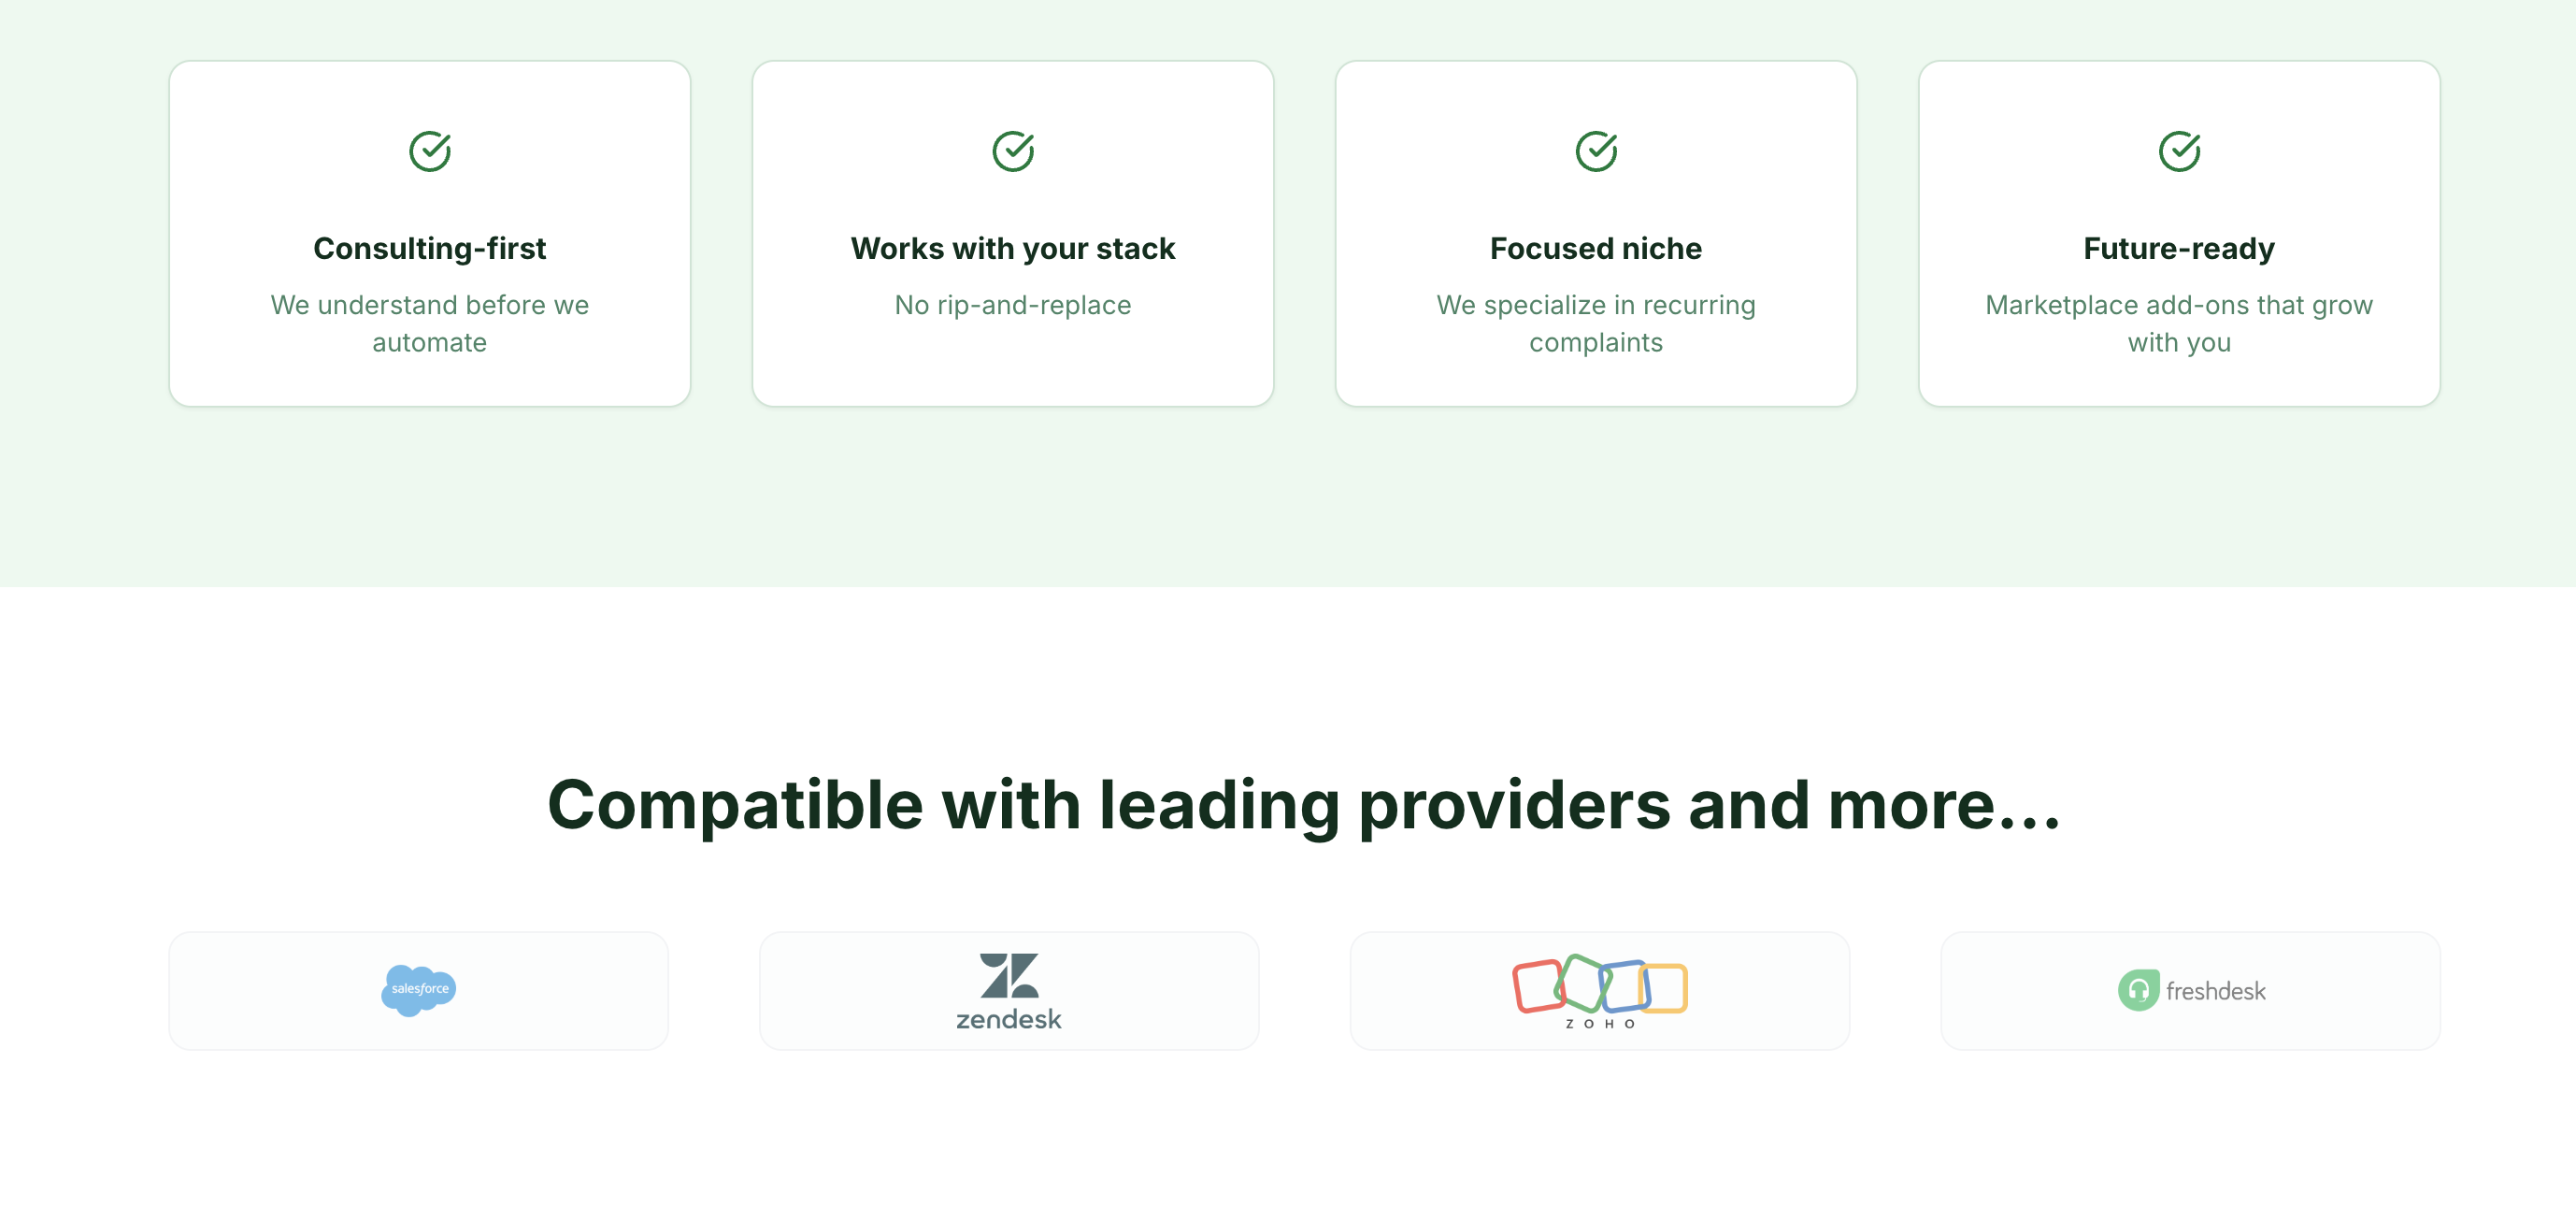 Consulting-first
We understand before we
automate
Works with your stack
No rip-and-replace
Focused niche
We specialize in recurring
complaints
Future-ready
Marketplace add-ons that grow
with you
Compatible with leading providers and more...
salesforce
zendesk
ZOHO
freshdesk